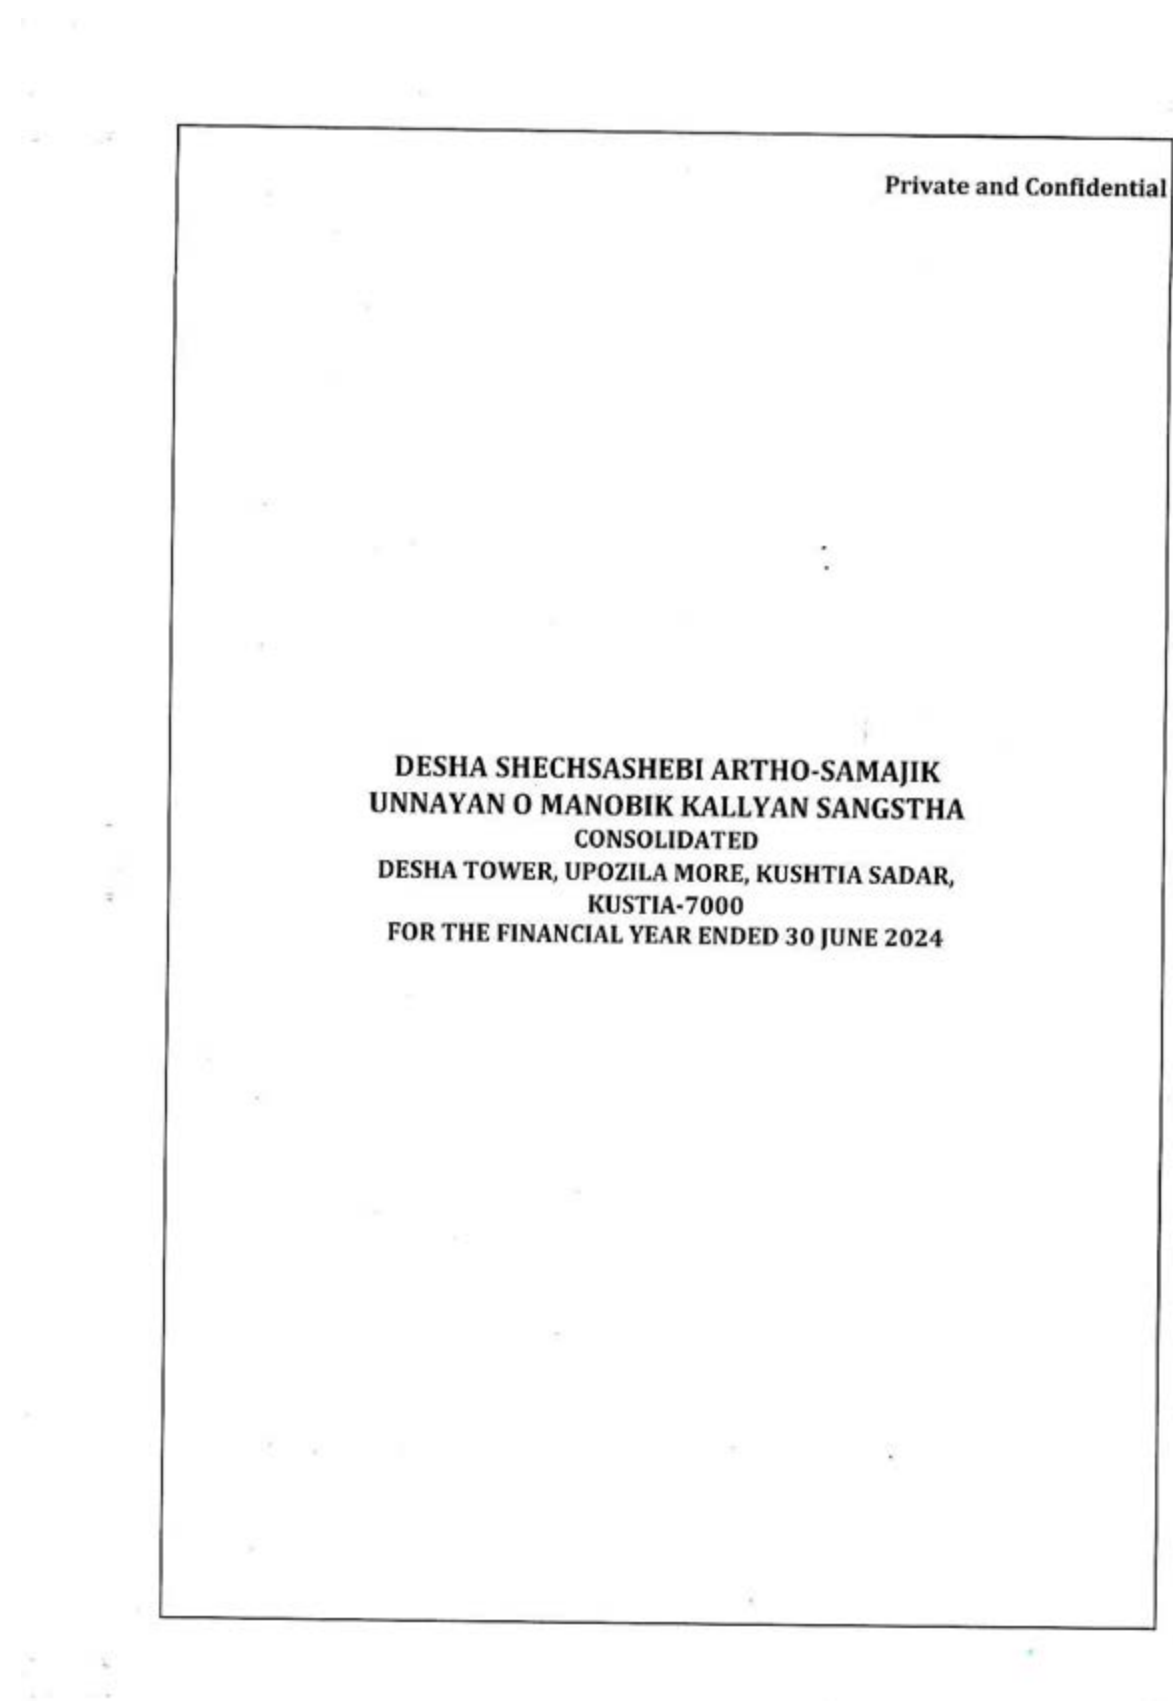 Private and Confidential
DESHA SHECHSASHEBI ARTHO-SAMAJIK
UNNAYAN O MANOBIK KALLYAN SANGSTHA
CONSOLIDATED
DESHA TOWER, UPOZILA MORE, KUSHTIA SADAR,
KUSTIA-7000
FOR THE FINANCIAL YEAR ENDED 30 JUNE 2024